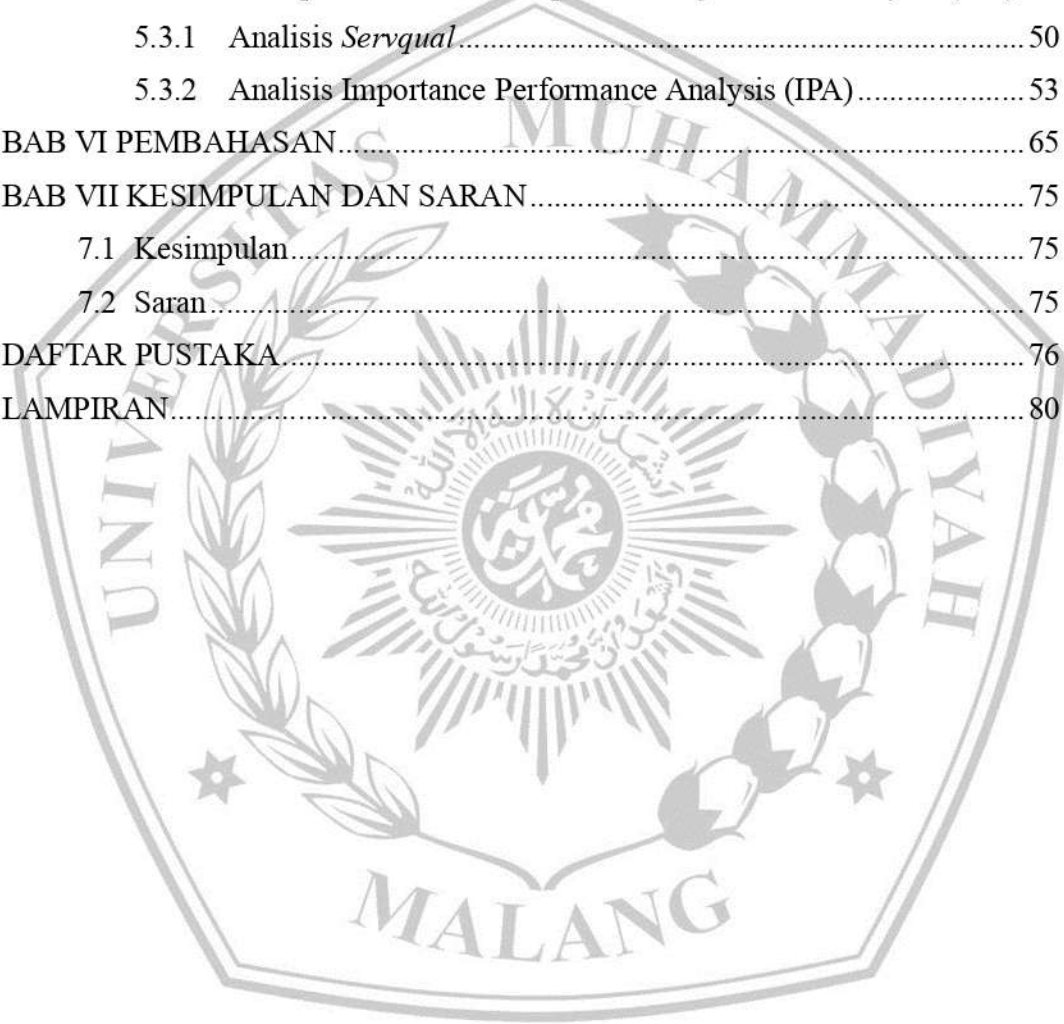 5.3.1 Analisis Servqual........................................................................50
5.3.2 Analisis Importance Performance Analysis (IPA)......................53
BAB VI PEMBAHASAN......................................................................................65
BAB VII KESIMPULAN DAN SARAN..............................................................75
7.1 Kesimpulan...........................................................................................75
7.2 Saran......................................................................................................75
DAFTAR PUSTAKA............................................................................................76
LAMPIRAN..........................................................................................................80
UNIVERSITAS MUHAMMADIYAH
MALANG